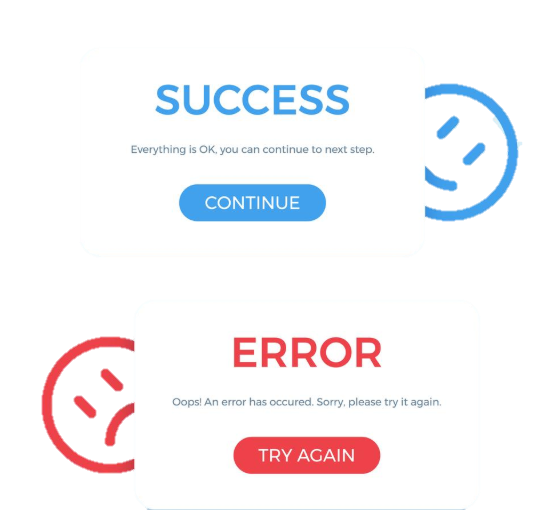 SUCCESS
Everything is OK, you can continue to next step.
CONTINUE
ERROR
Oops! An error has occured. Sorry, please try it again.
TRY AGAIN